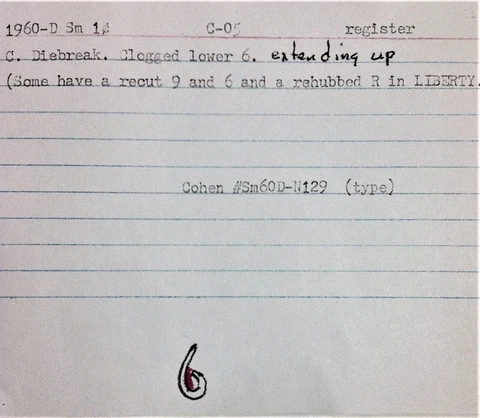 1960-D Sm 1¢ C-05 register
C. Diebreak. Clogged lower 6. extending up
(Some have a recut 9 and 6 and a rehubbed R in LIBERTY.
Cohen #Sm60D-N129 (type)
6